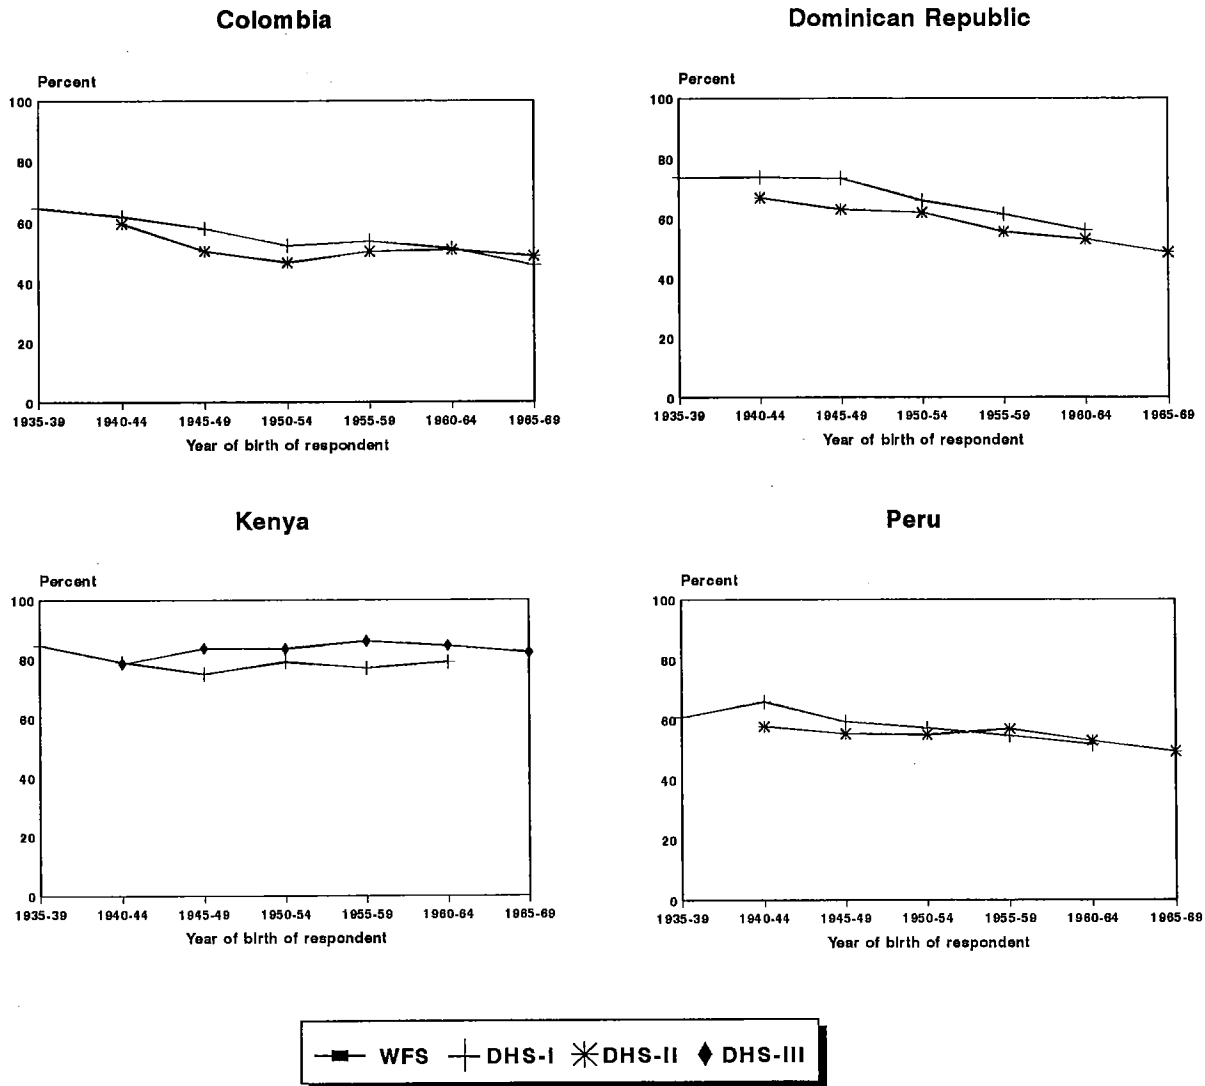 Colombia
Dominican Republic
Percent
100
80
60
40
20
0
1935-39 1940-44 1945-49 1950-54 1955-59 1960-64 1965-69
Year of birth of respondent
Percent
100
80
60
40
20
0
1935-39 1940-44 1945-49 1950-54 1955-59 1960-64 1965-69
Year of birth of respondent
Kenya
Peru
Percent
100
80
60
40
20
0
1935-39 1940-44 1945-49 1950-54 1955-59 1960-64 1965-69
Year of birth of respondent
Percent
100
80
60
40
20
0
1935-39 1940-44 1945-49 1950-54 1955-59 1960-64 1965-69
Year of birth of respondent
WFS DHS-I DHS-II DHS-III